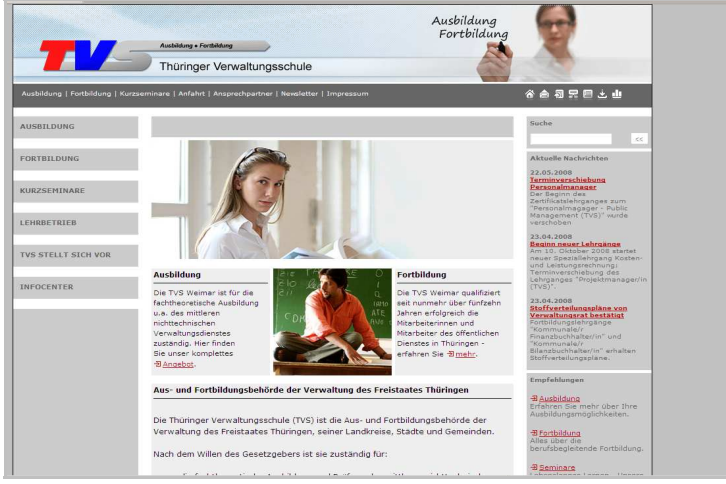 Ausbildung
Fortbildung
TVS
Ausbildung + Fortbildung
Thüringer Verwaltungsschule
Ausbildung | Fortbildung | Kurzseminare | Anfahrt | Ansprechpartner | Newsletter | Impressum
AUSBILDUNG
FORTBILDUNG
KURZSEMINARE
LEHRBETRIEB
TVS STELLT SICH VOR
INFOCENTER
Ausbildung
Die TVS Weimar ist für die
fachtheoretische Ausbildung
u.a. des mittleren
nichttechnischen
Verwaltungsdienstes
zuständig. Hier finden
Sie unser komplettes
Angebot.
Fortbildung
Die TVS Weimar qualifiziert
seit nunmehr über fünfzehn
Jahren erfolgreich die
Mitarbeiterinnen und
Mitarbeiter des öffentlichen
Dienstes in Thüringen -
erfahren Sie mehr.
Aus- und Fortbildungsbehörde der Verwaltung des Freistaates Thüringen
Die Thüringer Verwaltungsschule (TVS) ist die Aus- und Fortbildungsbehörde der
Verwaltung des Freistaates Thüringen, seiner Landkreise, Städte und Gemeinden.
Nach dem Willen des Gesetzgebers ist sie zuständig für:
Suche
<<
Aktuelle Nachrichten
22.05.2008
Terminverschiebung
Personalmanager
Der Beginn des
Zertifikatslehrganges zum
"Personalmagager - Public
Management (TVS)" wurde
verschoben
23.04.2008
Beginn neuer Lehrgänge
Am 10. Oktober 2008 startet
neuer Speziallehrgang Kosten-
und Leistungsrechnung;
Terminverschiebung des
Lehrganges "Projektmanager/in
(TVS)".
23.04.2008
Stoffverteilungspläne von
Verwaltungsrat bestätigt
Fortbildungslehrgänge
"Kommunale/r
Finanzbuchhalter/in" und
"Kommunale/r
Bilanzbuchhalter/in" erhalten
Stoffverteilungspläne.
Empfehlungen
Ausbildung
Erfahren Sie mehr über Ihre
Ausbildungsmöglichkeiten.
Fortbildung
Alles über die
berufsbegleitende Fortbildung.
Seminare